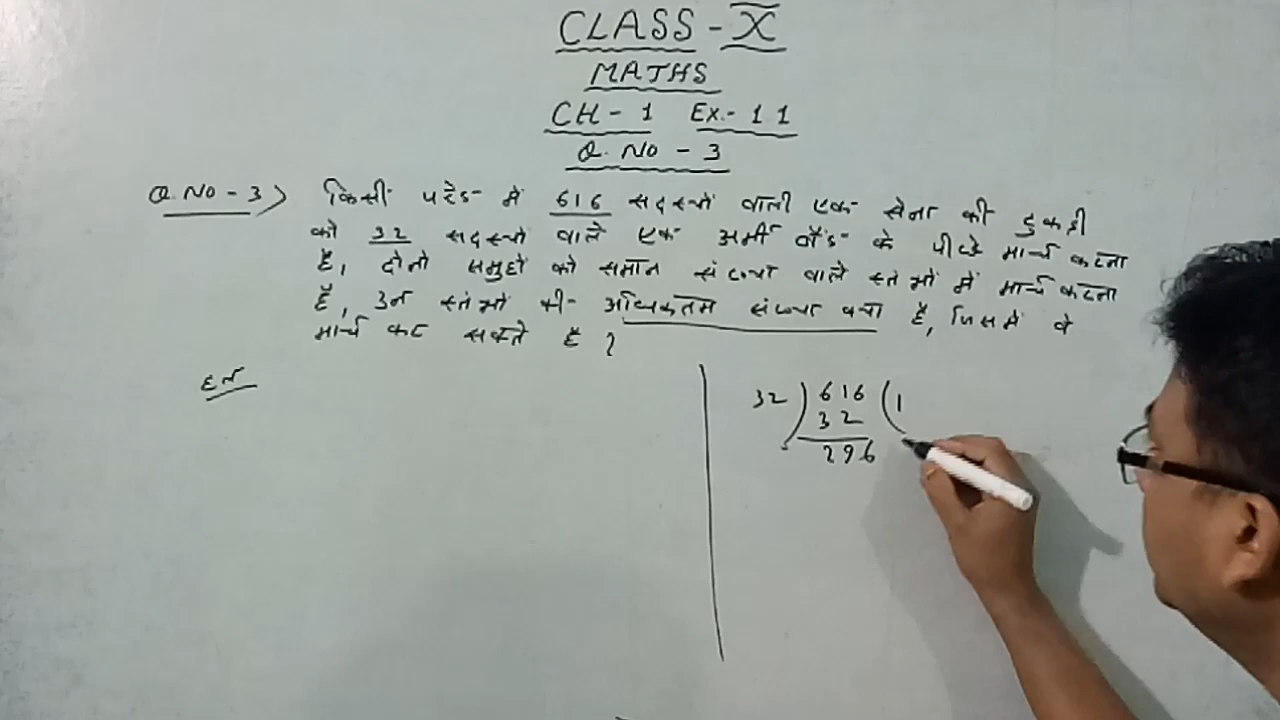 CLASS - X
MATHS
CH - 1 Ex.- 1 1
Q. NO - 3
Q. NO - 3) किसी परेड में 616 सदस्यों वाली एक सेना की टुकड़ी
को 32 सदस्यों वाले एक आर्मी बैंड के पीछे मार्च करना
है, दोनो समुहों को समान संख्या वाले स्तंभों में मार्च करना
है, उन स्तंभों की अधिकतम संख्या क्या है, जिसमें वे
मार्च कर सकते है ?
हल
32 ) 616 ( 1
32
296